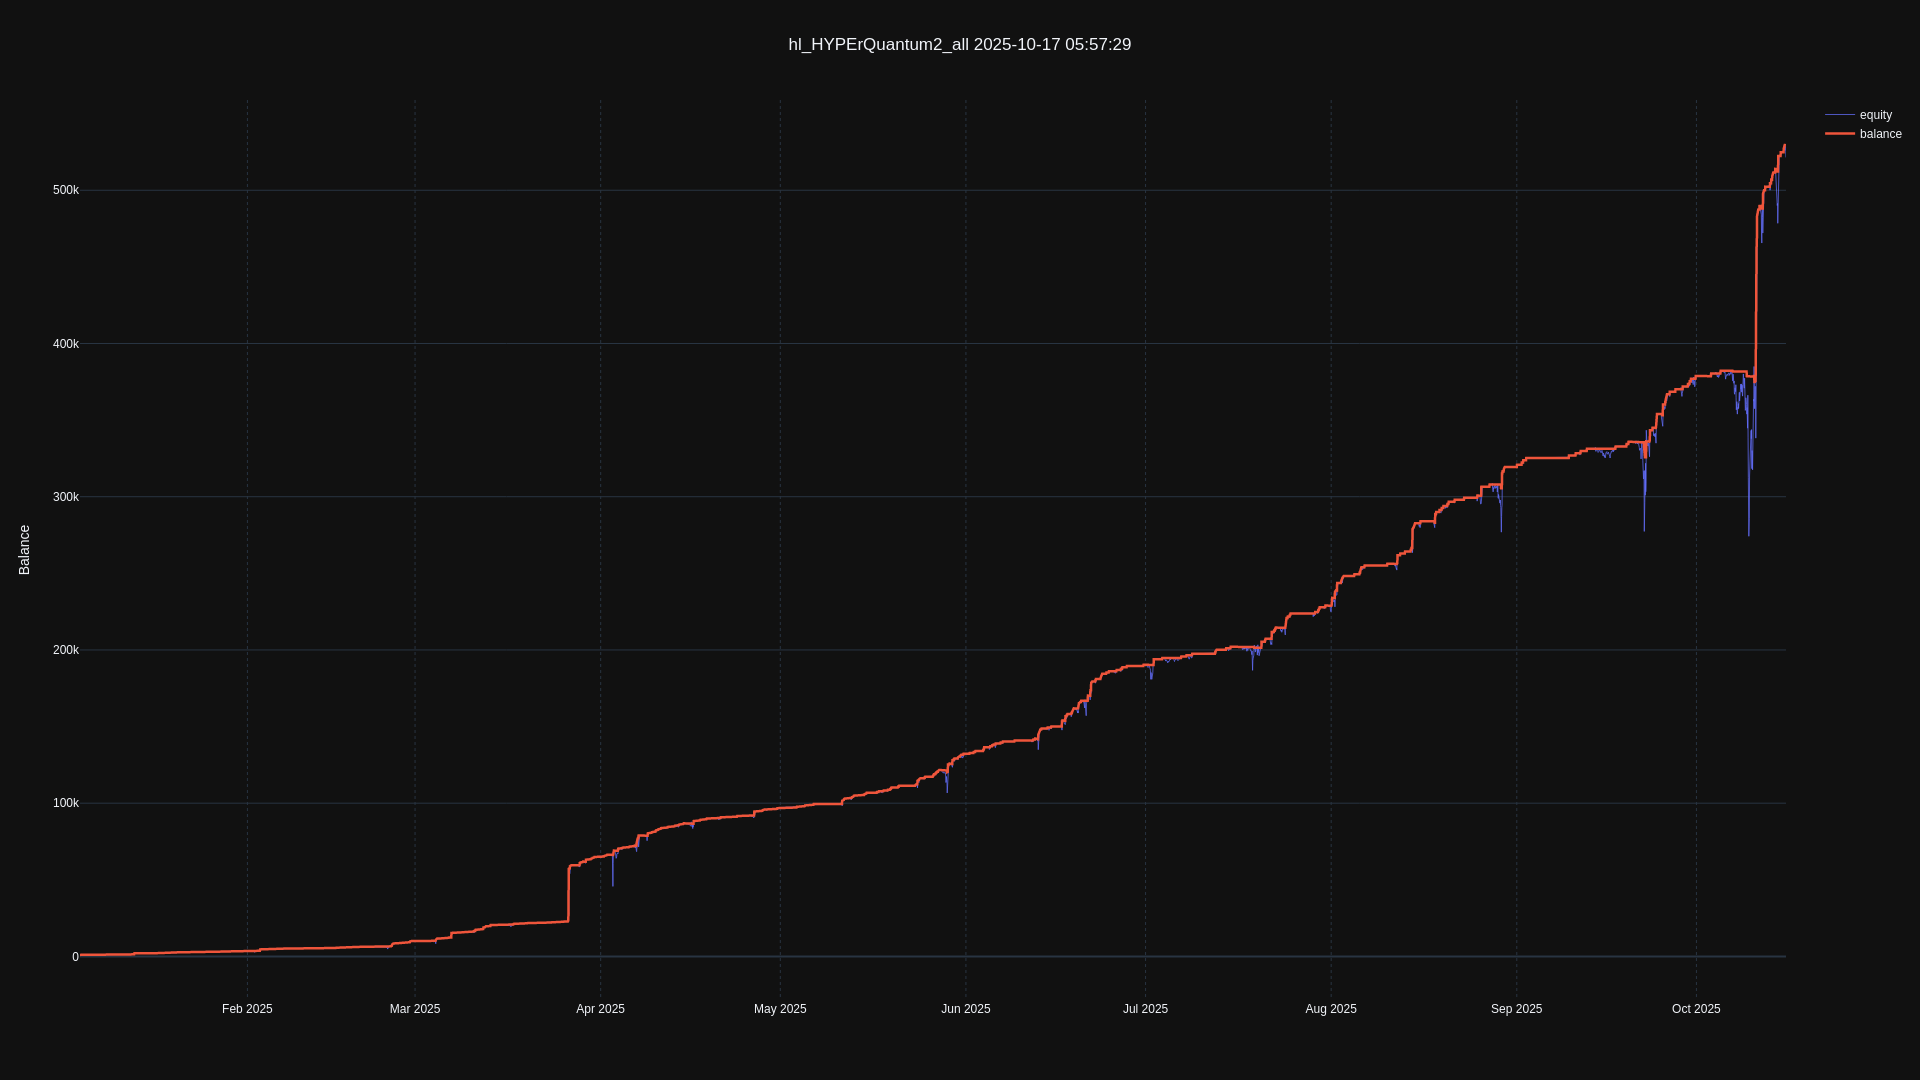 hl_HYPErQuantum2_all 2025-10-17 05:57:29
equity
balance
500k
400k
300k
200k
100k
0
Balance
Feb 2025
Mar 2025
Apr 2025
May 2025
Jun 2025
Jul 2025
Aug 2025
Sep 2025
Oct 2025